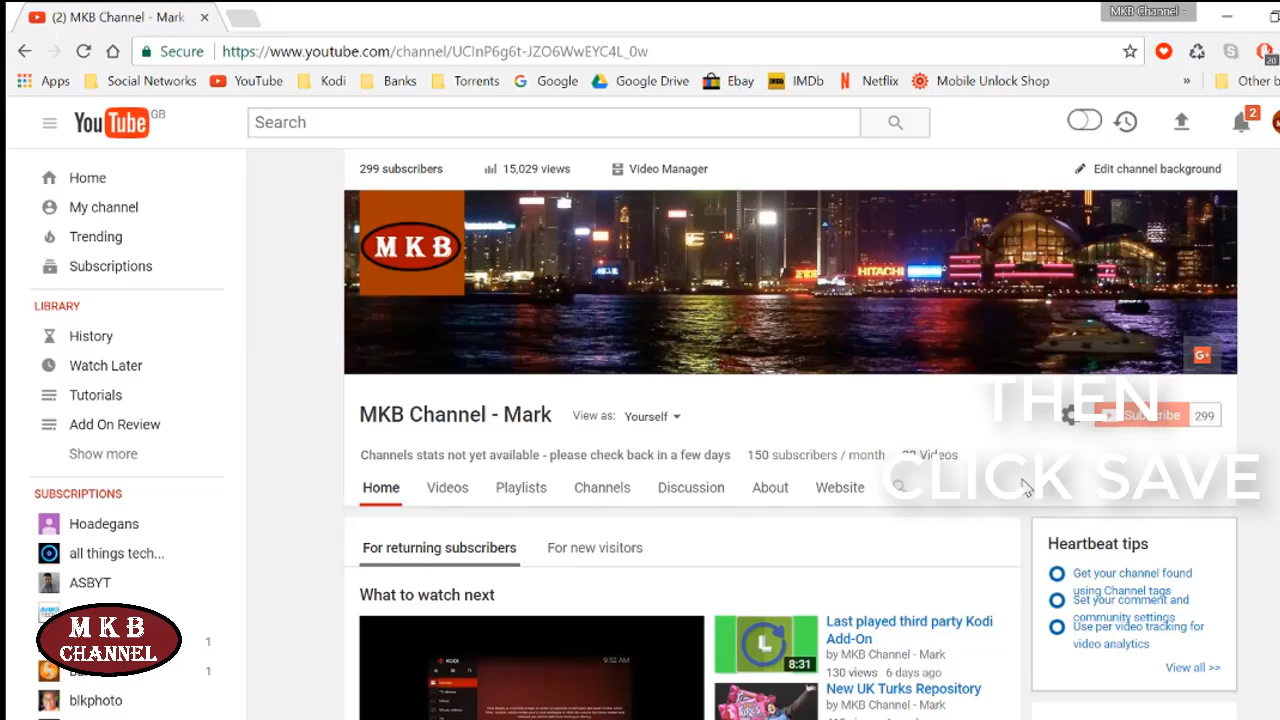 (2) MKB Channel - Mark
MKB Channel -
Secure
https://www.youtube.com/channel/UCInP6g6t-JZO6WwEYC4L_0w
20
Apps
Social Networks
YouTube
Kodi
Banks
Torrents
Google
Google Drive
Ebay
IMDb
Netflix
Mobile Unlock Shop
»
Other b
YouTube GB
Search
2
299 subscribers
15,029 views
Video Manager
Edit channel background
Home
My channel
Trending
Subscriptions
LIBRARY
History
Watch Later
Tutorials
Add On Review
Show more
SUBSCRIPTIONS
Hoadegans
all things tech...
ASBYT
1
1
blkphoto
MKB
CHANNEL
MKB
HITACHI
G+
MKB Channel - Mark
View as:
Yourself
Subscribe
299
THEN
CLICK SAVE
Channels stats not yet available - please check back in a few days
150 subscribers / month
Videos
Home
Videos
Playlists
Channels
Discussion
About
Website
For returning subscribers
For new visitors
What to watch next
KODI
9:52 AM
Last played third party Kodi
Add-On
by MKB Channel - Mark
130 views 6 days ago
8:31
New UK Turks Repository
by MKB Channel - Mark
Heartbeat tips
Get your channel found
using Channel tags
Set your comment and
community settings
Use per video tracking for
video analytics
View all >>